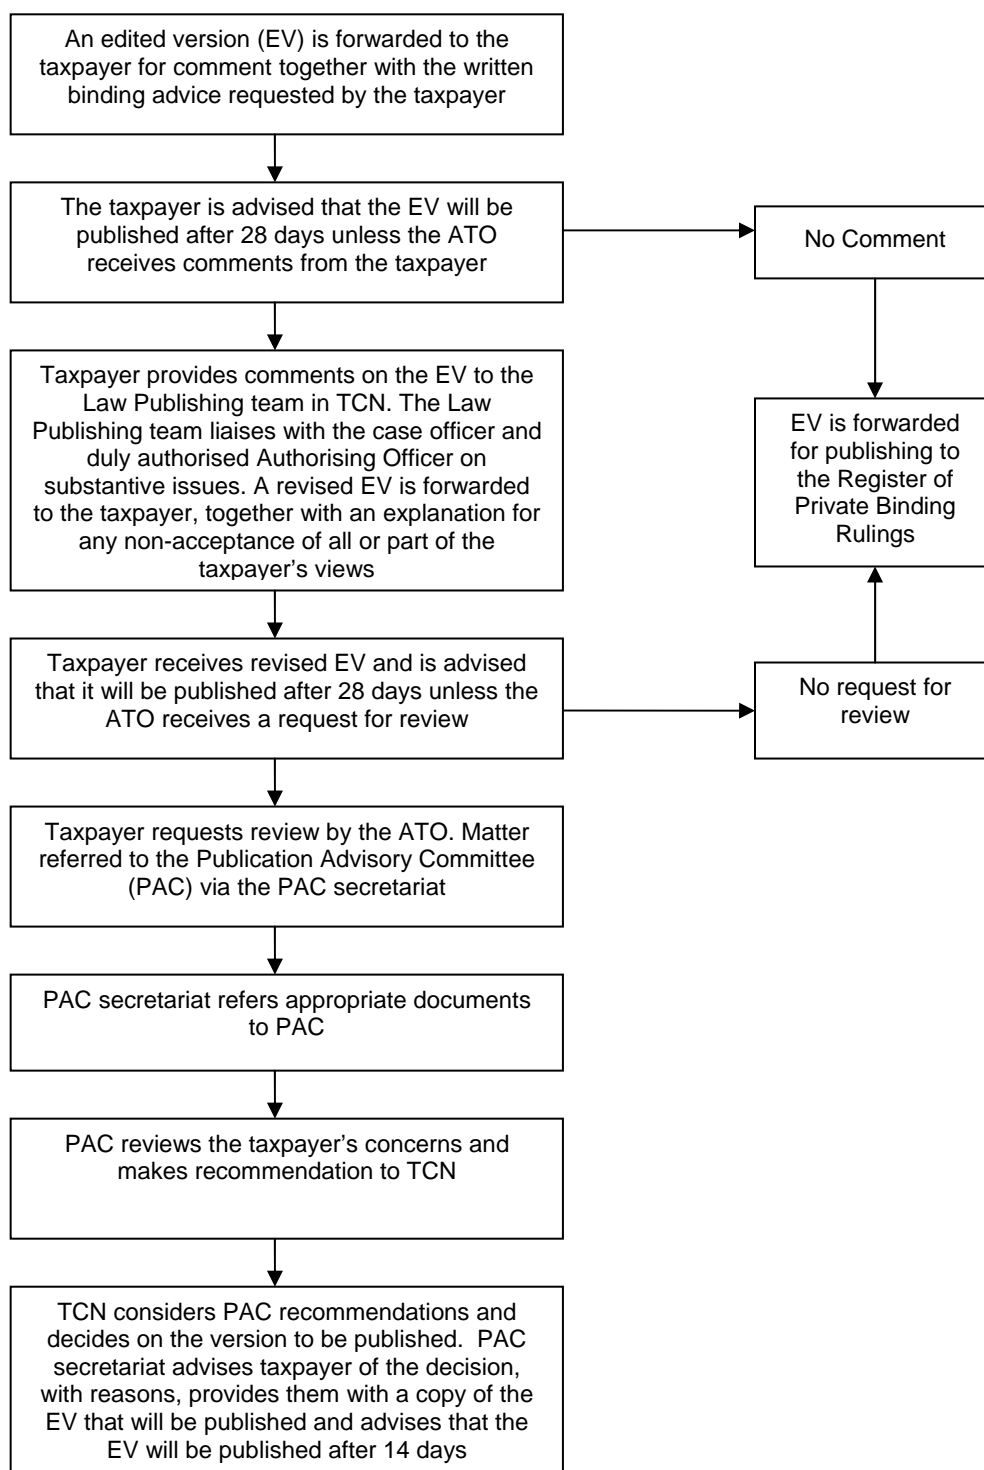 An edited version (EV) is forwarded to the
taxpayer for comment together with the written
binding advice requested by the taxpayer
The taxpayer is advised that the EV will be
published after 28 days unless the ATO
receives comments from the taxpayer
No Comment
Taxpayer provides comments on the EV to the
Law Publishing team in TCN. The Law
Publishing team liaises with the case officer and
duly authorised Authorising Officer on
substantive issues. A revised EV is forwarded
to the taxpayer, together with an explanation for
any non-acceptance of all or part of the
taxpayer's views
EV is forwarded
for publishing to
the Register of
Private Binding
Rulings
Taxpayer receives revised EV and is advised
that it will be published after 28 days unless the
ATO receives a request for review
No request for
review
Taxpayer requests review by the ATO. Matter
referred to the Publication Advisory Committee
(PAC) via the PAC secretariat
PAC secretariat refers appropriate documents
to PAC
PAC reviews the taxpayer's concerns and
makes recommendation to TCN
TCN considers PAC recommendations and
decides on the version to be published.  PAC
secretariat advises taxpayer of the decision,
with reasons, provides them with a copy of the
EV that will be published and advises that the
EV will be published after 14 days